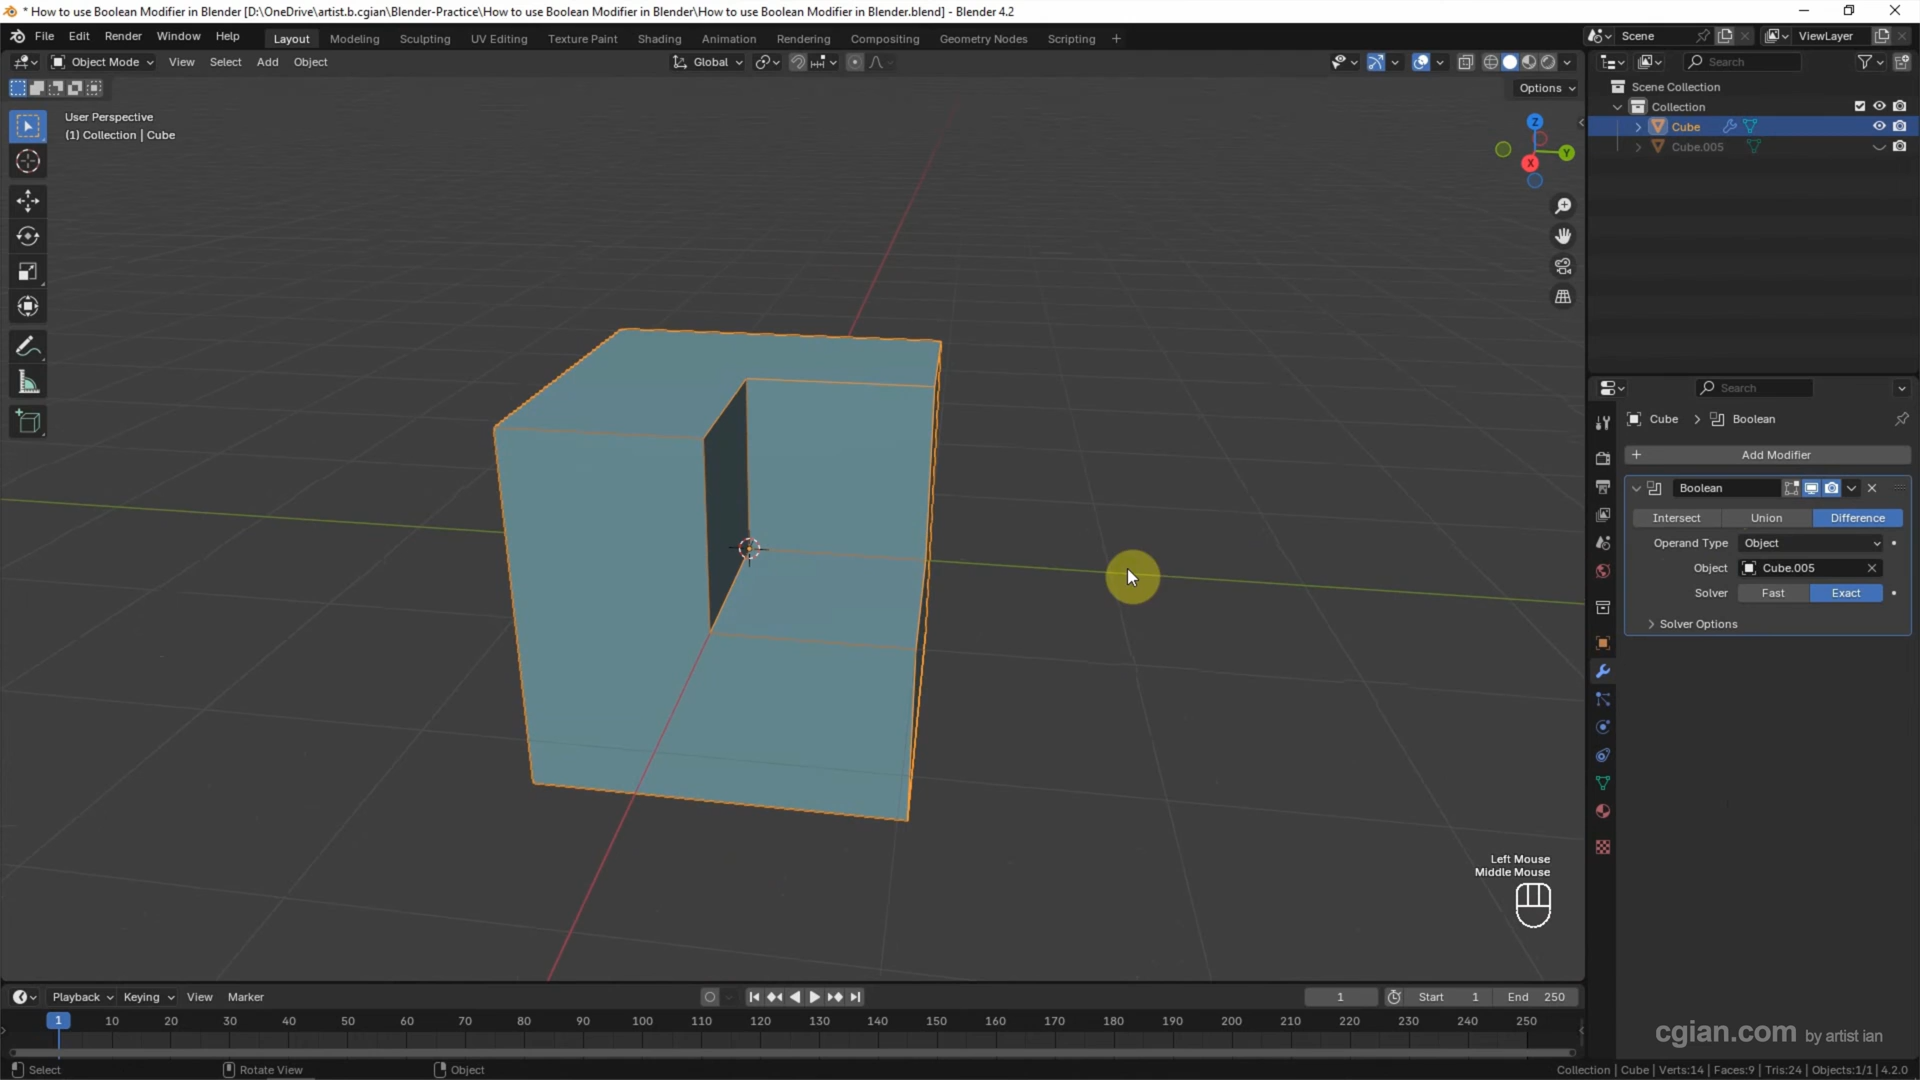 * How to use Boolean Modifier in Blender [D:\OneDrive\artist.b.cgian\Blender-Practice\How to use Boolean Modifier in Blender\How to use Boolean Modifier in Blender.blend] - Blender 4.2
File Edit Render Window Help Layout Modeling Sculpting UV Editing Texture Paint Shading Animation Rendering Compositing Geometry Nodes Scripting + Scene ViewLayer
Object Mode View Select Add Object Global Search
Options
User Perspective
(1) Collection | Cube
Scene Collection
Collection
Cube
Cube.005
Z
Y
X
Search
Cube > Boolean
+ Add Modifier
Boolean
Intersect Union Difference
Operand Type Object
Object Cube.005
Solver Fast Exact
Solver Options
Left Mouse
Middle Mouse
Playback Keying View Marker 1 Start 1 End 250
1 10 20 30 40 50 60 70 80 90 100 110 120 130 140 150 160 170 180 190 200 210 220 230 240 250
cgian.com by artist ian
Select Rotate View Object Collection | Cube | Verts:14 | Faces:9 | Tris:24 | Objects:1/1 | 4.2.0